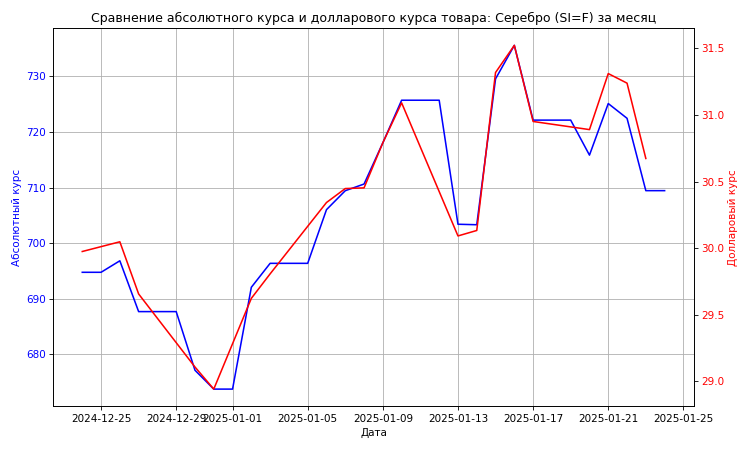 Сравнение абсолютного курса и долларового курса товара: Серебро (SI=F) за месяц
Абсолютный курс
730
720
710
700
690
680
31.5
31.0
30.5
30.0
29.5
29.0
Долларовый курс
2024-12-25 2024-12-29 2025-01-01 2025-01-05 2025-01-09 2025-01-13 2025-01-17 2025-01-21 2025-01-25
Дата